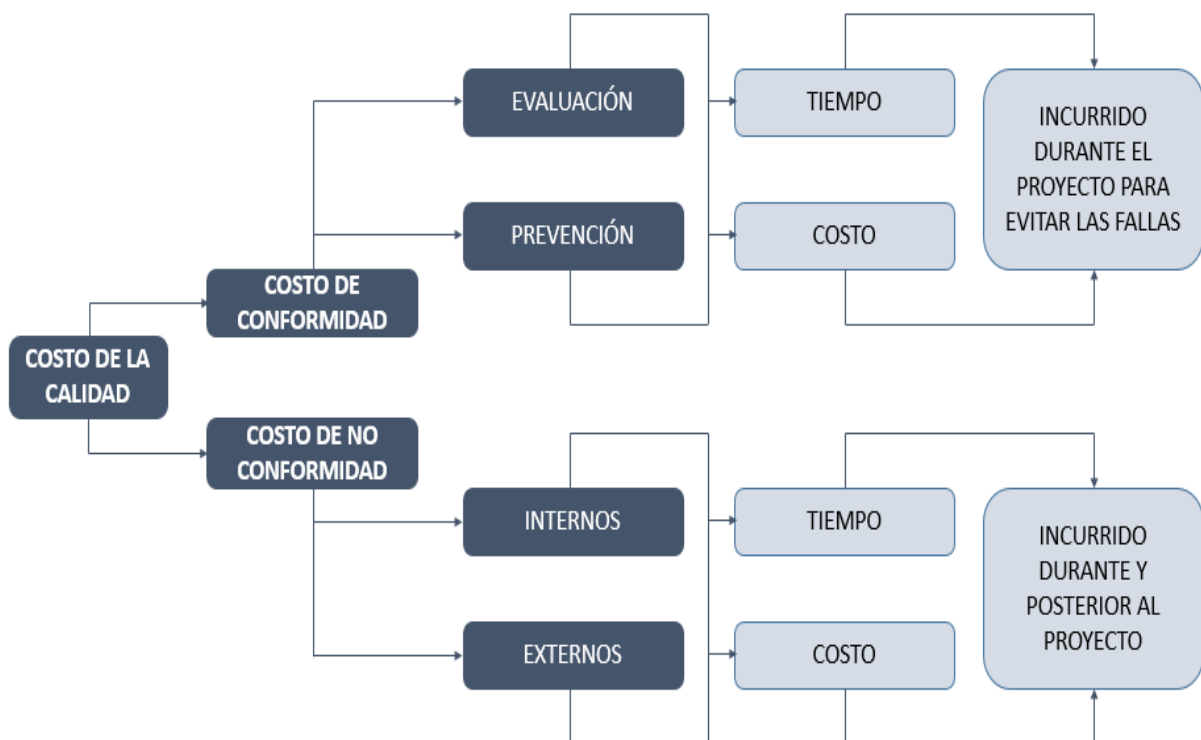 EVALUACIÓN
TIEMPO
INCURRIDO
DURANTE EL
PROYECTO PARA
EVITAR LAS FALLAS
PREVENCIÓN
COSTO
COSTO DE
CONFORMIDAD
COSTO DE LA
CALIDAD
COSTO DE NO
CONFORMIDAD
INTERNOS
TIEMPO
INCURRIDO
DURANTE Y
POSTERIOR AL
PROYECTO
EXTERNOS
COSTO